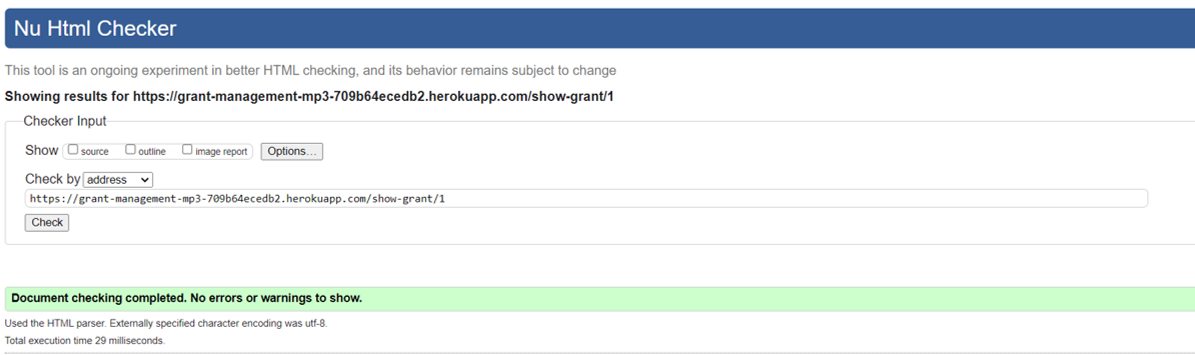 Nu Html Checker
This tool is an ongoing experiment in better HTML checking, and its behavior remains subject to change
Showing results for https://grant-management-mp3-709b64ecedb2.herokuapp.com/show-grant/1
Checker Input
Show source outline image report Options...
Check by address
https://grant-management-mp3-709b64ecedb2.herokuapp.com/show-grant/1
Check
Document checking completed. No errors or warnings to show.
Used the HTML parser. Externally specified character encoding was utf-8.
Total execution time 29 milliseconds.